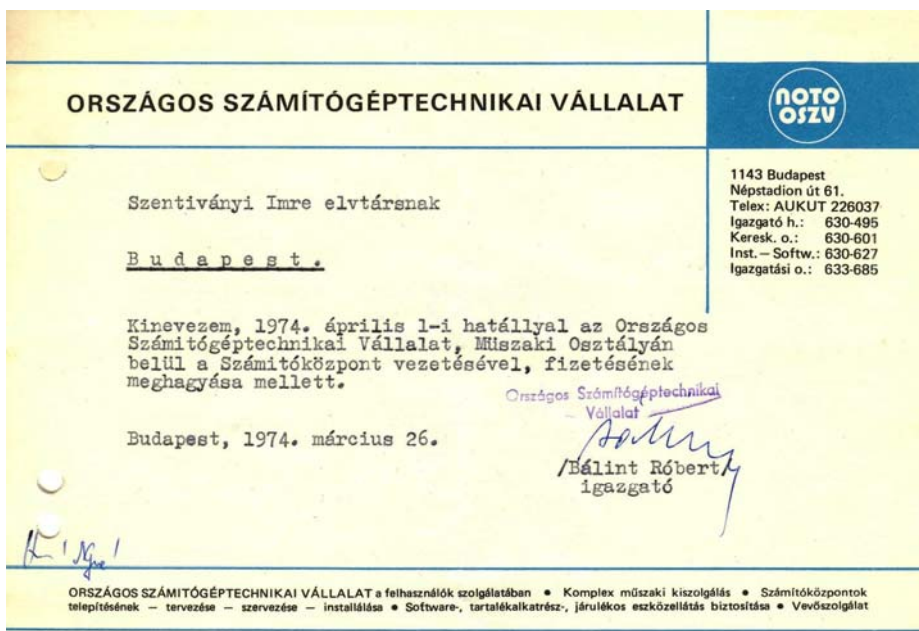 ORSZÁGOS SZÁMÍTÓGÉPTECHNIKAI VÁLLALAT
NOTO
OSZV
1143 Budapest
Népstadion út 61.
Telex: AUKUT 226037
Igazgató h.: 630-495
Keresk. o.: 630-601
Inst.— Softw.: 630-627
Igazgatási o.: 633-685
Szentiványi Imre elvtársnak
Budapest.
Kinevezem, 1974. április 1-i hatállyal az Országos
Számitógéptechnikai Vállalat, Műszaki Osztályán
belül a Számitóközpont vezetésével, fizetésének
meghagyása mellett.
Országos Számítógéptechnikai
Vállalat
Budapest, 1974. március 26.
/Bálint Róbert/
igazgató
ORSZÁGOS SZÁMITÓGÉPTECHNIKAI VÁLLALAT a felhasználók szolgálatában ● Komplex műszaki kiszolgálás ● Számítóközpontok
telepítésének — tervezése — szervezése — installálása ● Software-, tartalékalkatrész-, járulékos eszközellátás biztosítása ● Vevőszolgálat